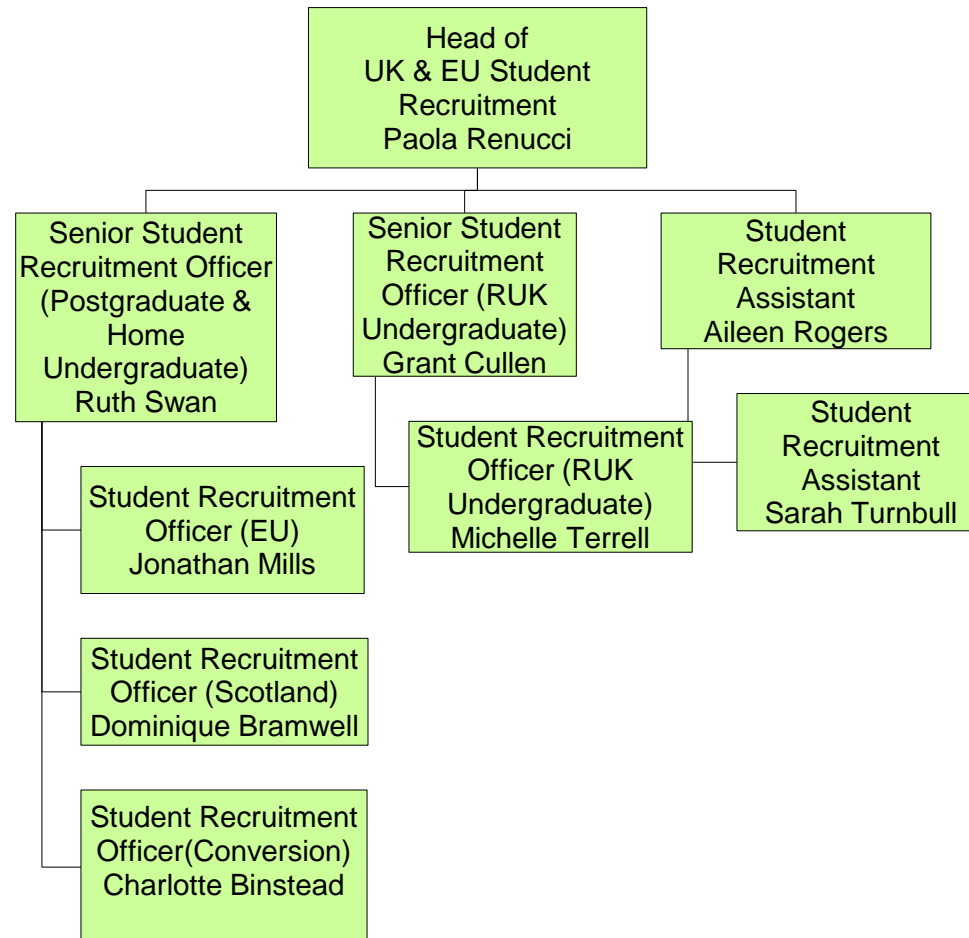 Head of
UK & EU Student
Recruitment
Paola Renucci
Senior Student
Recruitment Officer
(Postgraduate &
Home
Undergraduate)
Ruth Swan
Senior Student
Recruitment
Officer (RUK
Undergraduate)
Grant Cullen
Student
Recruitment
Assistant
Aileen Rogers
Student Recruitment
Officer (RUK
Undergraduate)
Michelle Terrell
Student
Recruitment
Assistant
Sarah Turnbull
Student Recruitment
Officer (EU)
Jonathan Mills
Student Recruitment
Officer (Scotland)
Dominique Bramwell
Student Recruitment
Officer(Conversion)
Charlotte Binstead